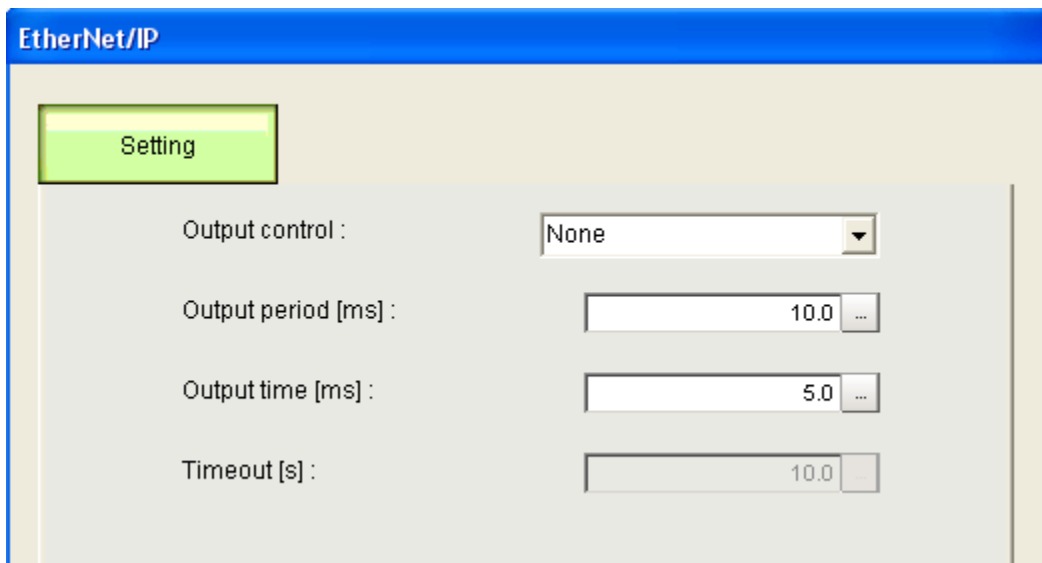 EtherNet/IP
Setting
Output control : None
Output period [ms] : 10.0 ...
Output time [ms] : 5.0 ...
Timeout [s] : 10.0 ...